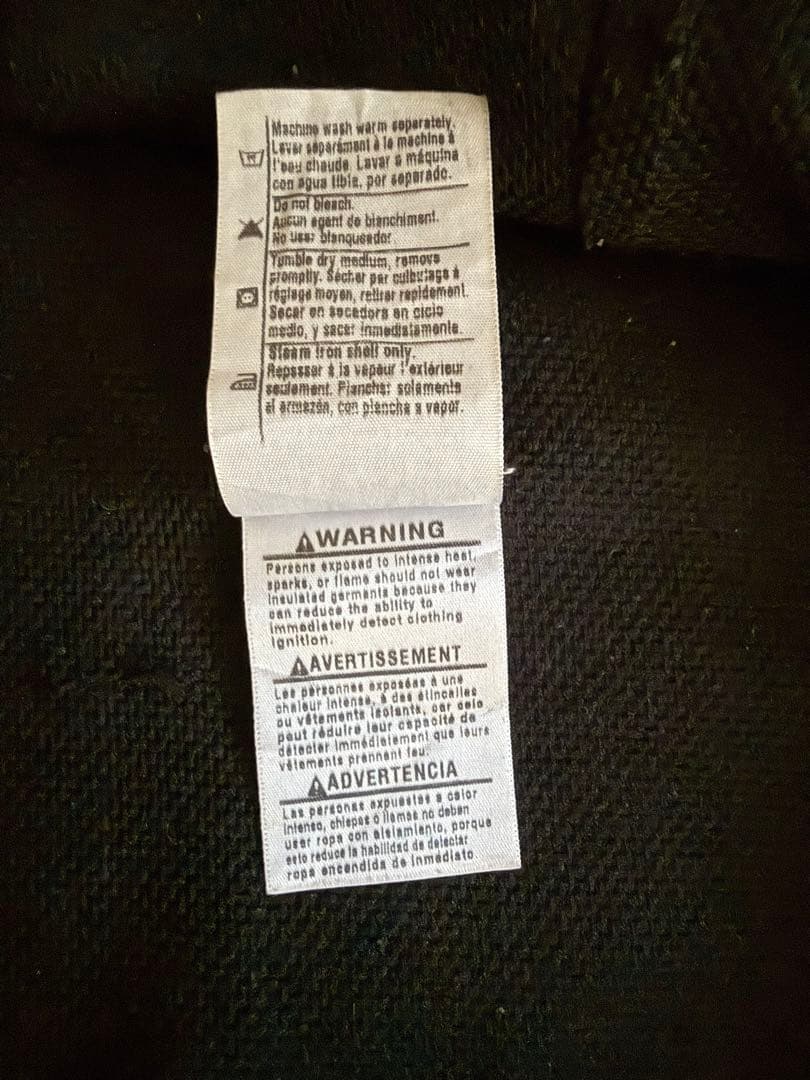 Machine wash warm separately.
Laver séparément à la machine à
l'eau chaude. Lavar a máquina
con agua tibia, por separado.
Do not bleach.
Aucun agent de blanchiment.
No usar blanqueador
Tumble dry medium, remove
promptly. Sécher par culbutage à
réglage moyen, retirer rapidement.
Secar en secadora en ciclo
medio, y sacar inmediatamente.
Steam iron shell only.
Repasser à la vapeur l'extérieur
seulement. Planchar solamente
el armazón, con plancha a vapor.
WARNING
Persons exposed to intense heat,
sparks, or flame should not wear
insulated garments because they
can reduce the ability to
immediately detect clothing
ignition.
AVERTISSEMENT
Les personnes exposées à une
chaleur intense, à des étincelles
ou vêtements isolants, car cela
peut réduire leur capacité de
détecter immédiatement que leurs
vêtements prennent feu.
ADVERTENCIA
Las personas expuestas a calor
intenso, chispas o llamas no deben
usar ropa con aislamiento, porque
esto reduce la habilidad de detectar
ropa encendida de inmediato